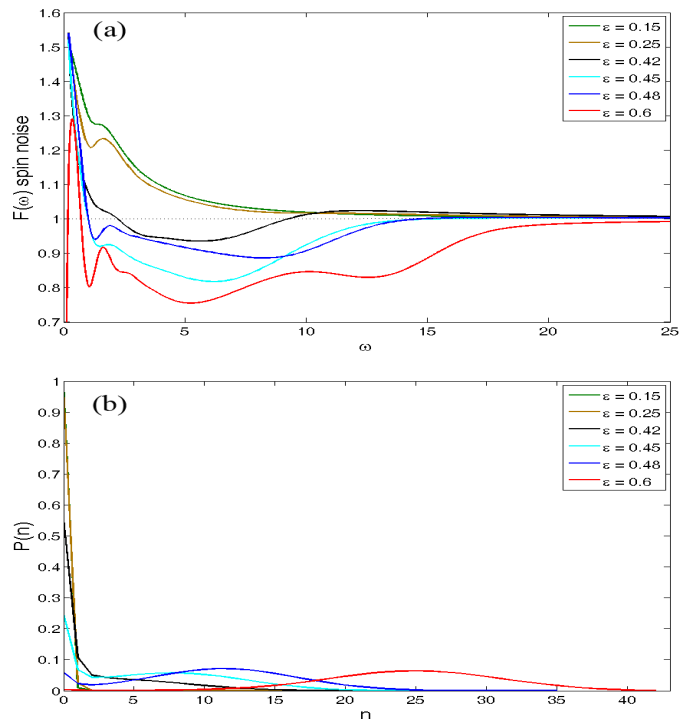 (a)
F(ω) spin noise
1.6
1.5
1.4
1.3
1.2
1.1
1
0.9
0.8
0.7
0
5
10
15
20
25
ω
ε = 0.15
ε = 0.25
ε = 0.42
ε = 0.45
ε = 0.48
ε = 0.6
(b)
P(n)
1
0.9
0.8
0.7
0.6
0.5
0.4
0.3
0.2
0.1
0
0
5
10
15
20
25
30
35
40
n
ε = 0.15
ε = 0.25
ε = 0.42
ε = 0.45
ε = 0.48
ε = 0.6